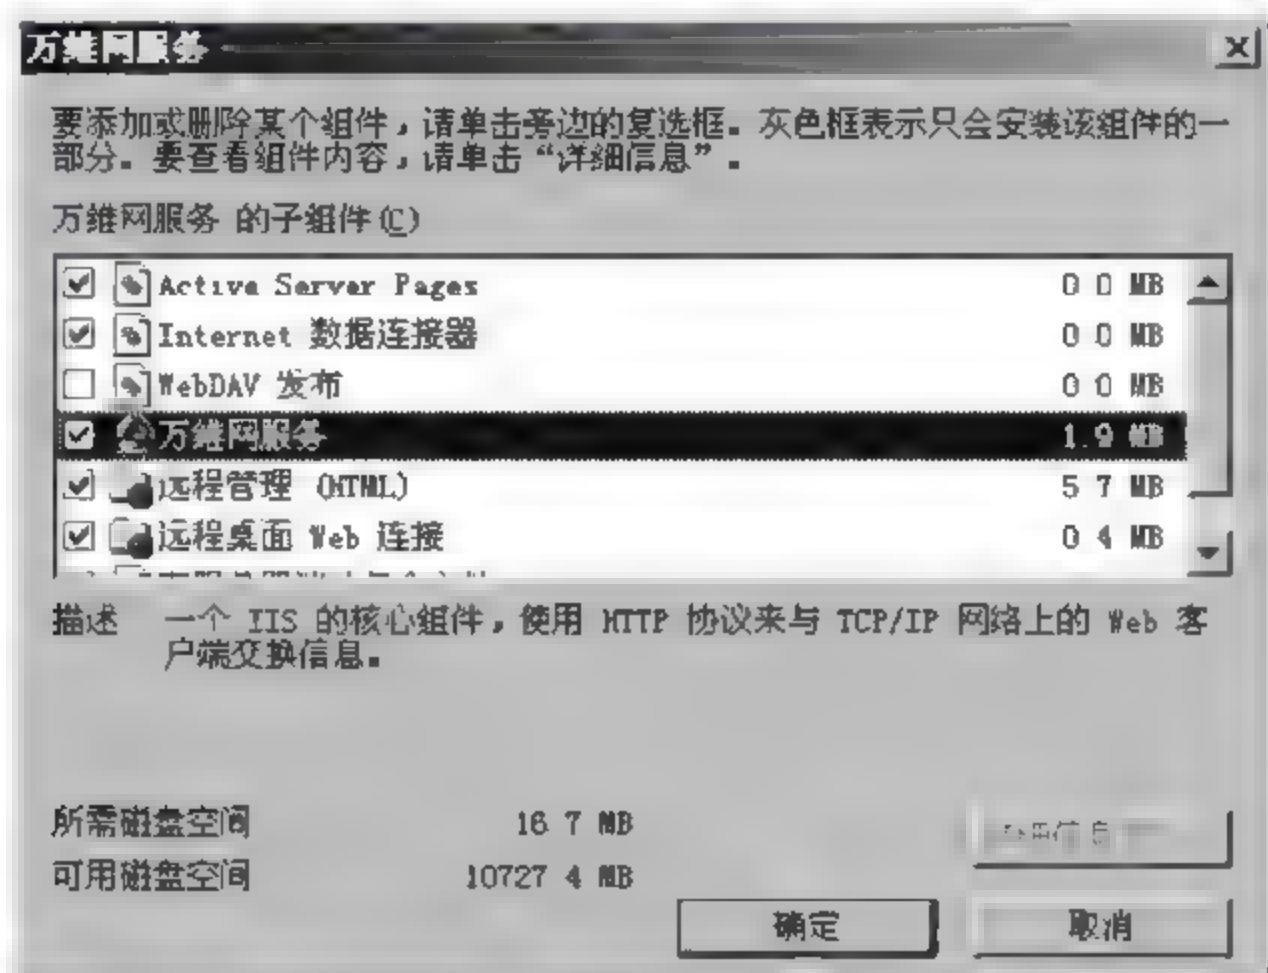 万维网服务
要添加或删除某个组件，请单击旁边的复选框。灰色框表示只会安装该组件的一
部分。要查看组件内容，请单击“详细信息”。
万维网服务 的子组件(C)
Active Server Pages 0 0 MB
Internet 数据连接器 0 0 MB
WebDAV 发布 0 0 MB
万维网服务 1.9 MB
远程管理 (HTML) 5 7 MB
远程桌面 Web 连接 0 4 MB
描述 一个 IIS 的核心组件，使用 HTTP 协议来与 TCP/IP 网络上的 Web 客
户端交换信息。
所需磁盘空间 16 7 MB
可用磁盘空间 10727 4 MB
确定 取消